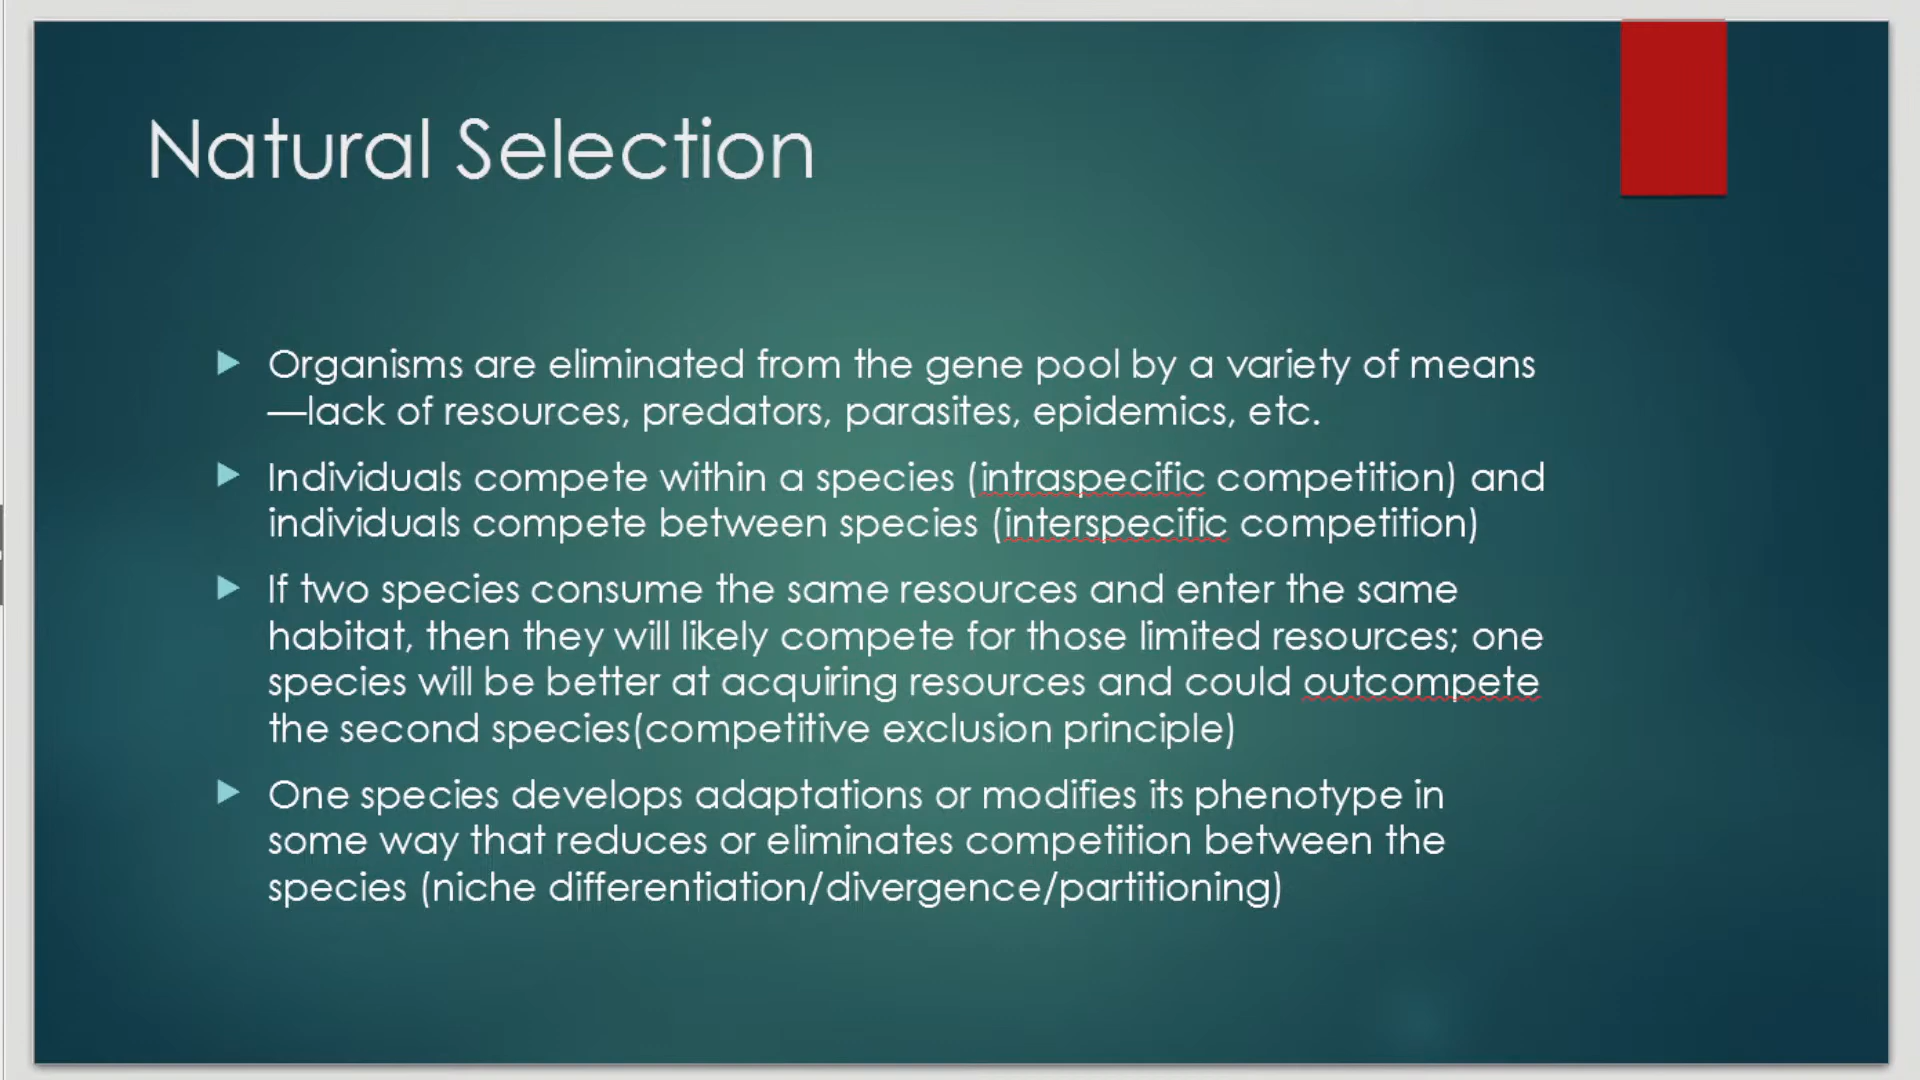 Natural Selection
Organisms are eliminated from the gene pool by a variety of means
—lack of resources, predators, parasites, epidemics, etc.
Individuals compete within a species (intraspecific competition) and
individuals compete between species (interspecific competition)
If two species consume the same resources and enter the same
habitat, then they will likely compete for those limited resources; one
species will be better at acquiring resources and could outcompete
the second species(competitive exclusion principle)
One species develops adaptations or modifies its phenotype in
some way that reduces or eliminates competition between the
species (niche differentiation/divergence/partitioning)